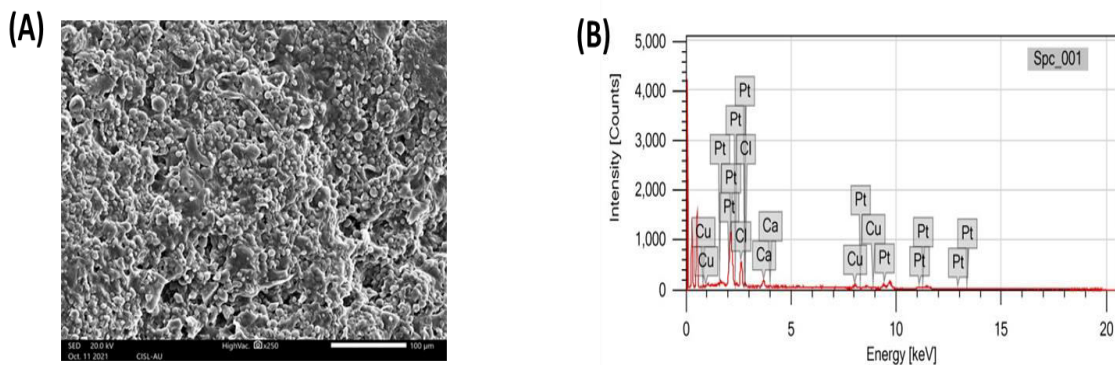 (A)
SED 20.0 kV HighVac. x250 100 μm
Oct. 11 2021 CISL-AU
(B)
Intensity [Counts]
5,000
4,000
3,000
2,000
1,000
0
Spc_001
Pt
Pt
Pt Cl
Pt
Pt Cl
Cu
Cu
Ca
Ca
Pt
Cu
Cu Pt
Pt
Pt
Pt
Pt
0 5 10 15 20
Energy [keV]